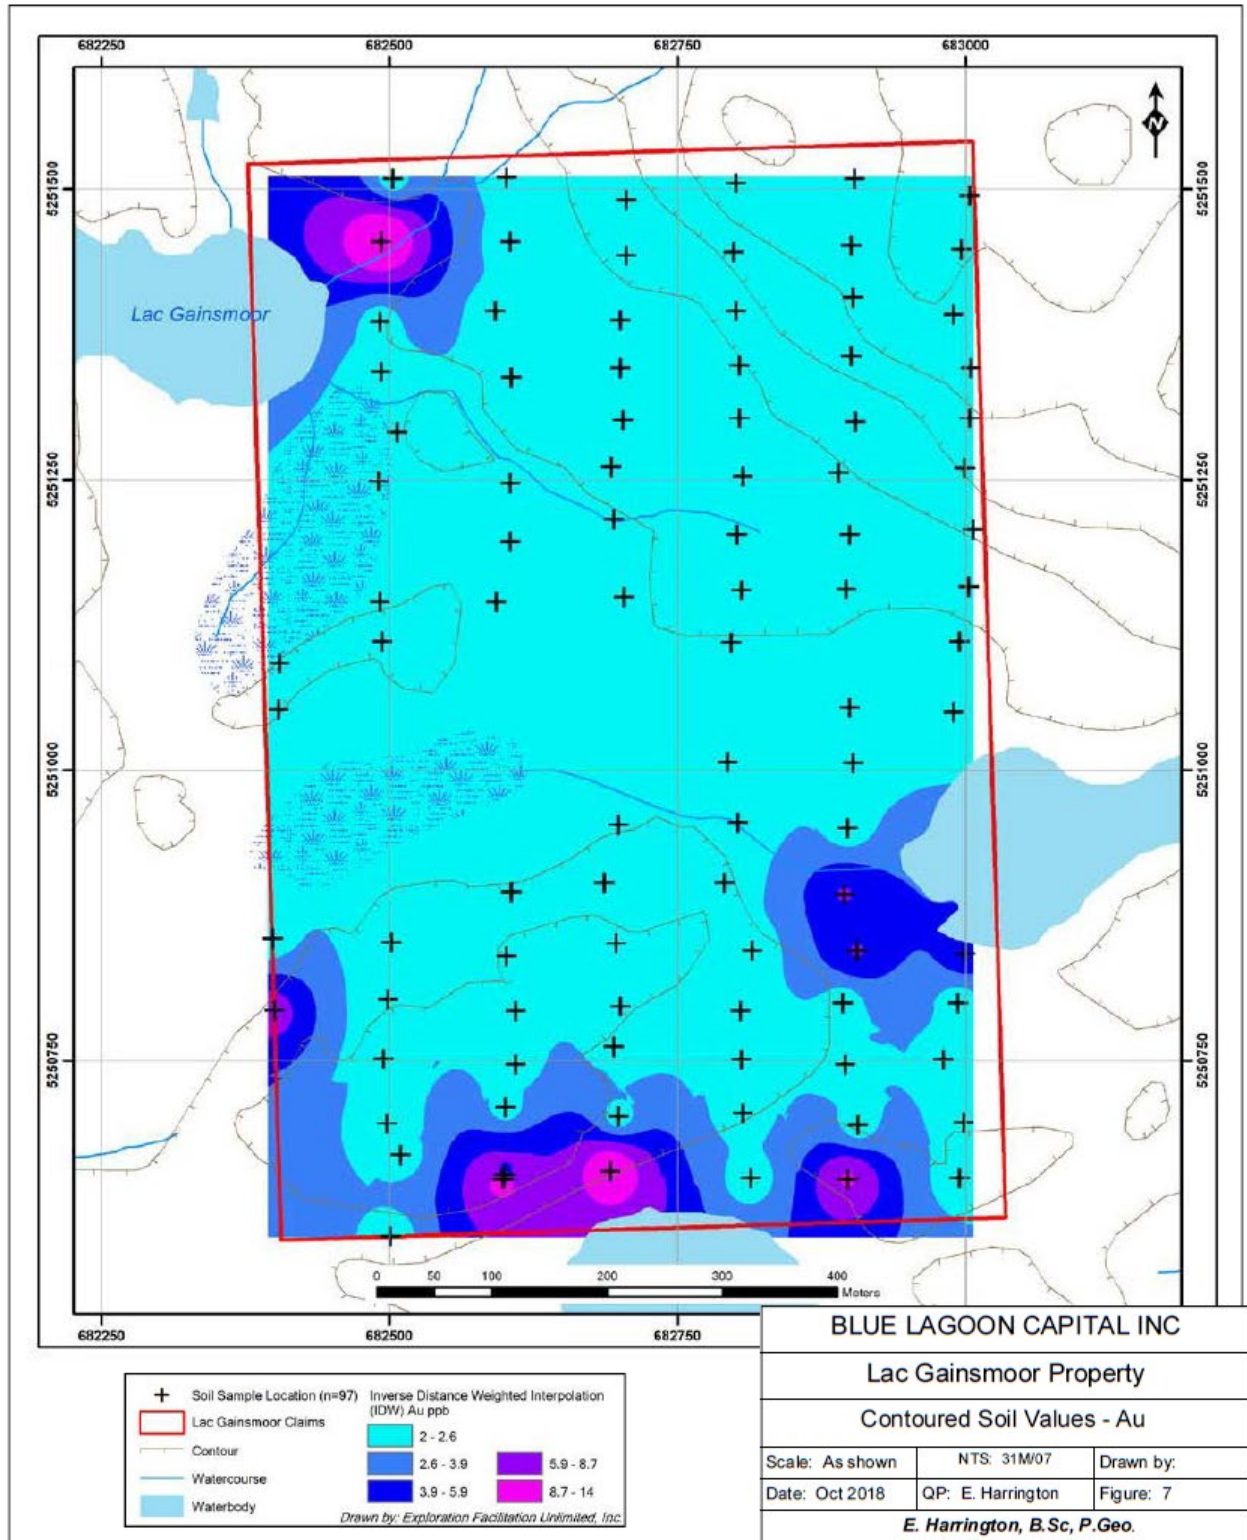 682250 682500 682750 683000
5251500 5251500
N
Lac Gainsmoor
5251250 5251250
5251000 5251000
5250750 5250750
0 50 100 200 300 400
Meters
682250 682500 682750
BLUE LAGOON CAPITAL INC
Lac Gainsmoor Property
Contoured Soil Values - Au
Scale: As shown NTS: 31M/07 Drawn by:
Date: Oct 2018 QP: E. Harrington Figure: 7
E. Harrington, B.Sc, P.Geo.
Soil Sample Location (n=97)
Lac Gainsmoor Claims
Contour
Watercourse
Waterbody
Inverse Distance Weighted Interpolation
(IDW) Au ppb
2 - 2.6
2.6 - 3.9 5.9 - 8.7
3.9 - 5.9 8.7 - 14
Drawn by: Exploration Facilitation Unlimited, Inc.